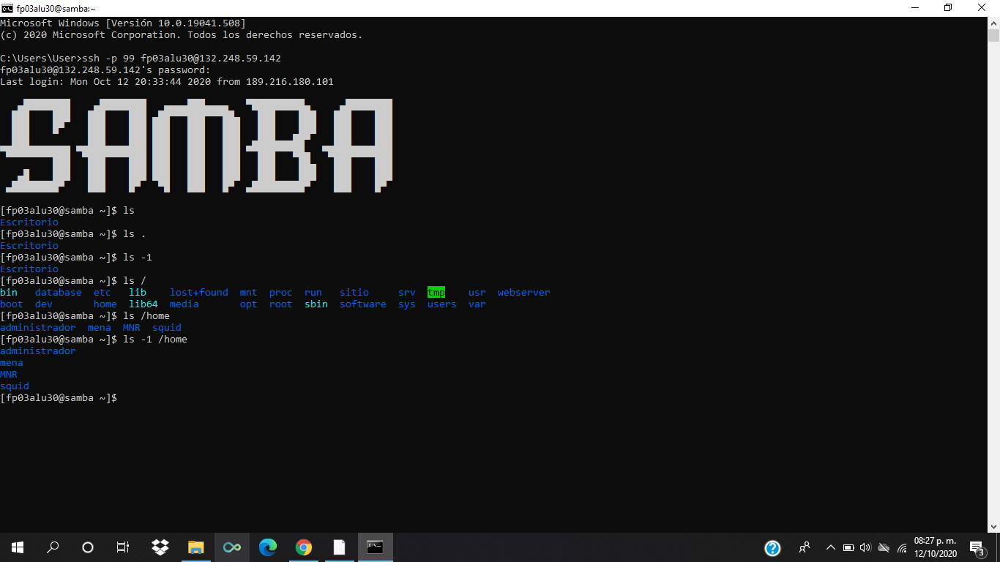 fp03alu30@samba:~
Microsoft Windows [Versión 10.0.19041.508]
(c) 2020 Microsoft Corporation. Todos los derechos reservados.
C:\Users\User>ssh -p 99 fp03alu30@132.248.59.142
fp03alu30@132.248.59.142's password:
Last login: Mon Oct 12 20:33:44 2020 from 189.216.180.101
SAMBA
[fp03alu30@samba ~]$ ls
Escritorio
[fp03alu30@samba ~]$ ls .
Escritorio
[fp03alu30@samba ~]$ ls -1
Escritorio
[fp03alu30@samba ~]$ ls /
bin database etc lib lost+found mnt proc run sitio srv tmp usr webserver
boot dev home lib64 media opt root sbin software sys users var
[fp03alu30@samba ~]$ ls /home
administrador mena MNR squid
[fp03alu30@samba ~]$ ls -1 /home
administrador
mena
MNR
squid
[fp03alu30@samba ~]$
08:27 p. m.
12/10/2020
3